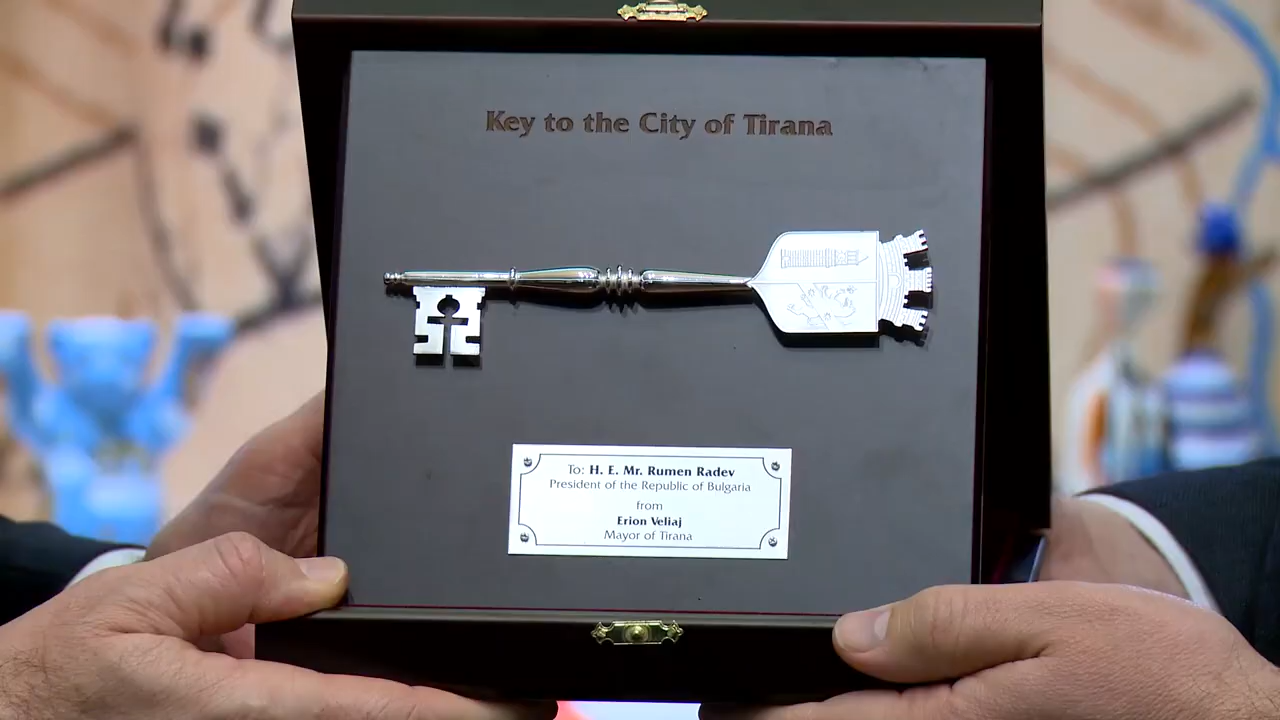 Key to the City of Tirana
To: H. E. Mr. Rumen Radev
President of the Republic of Bulgaria
from
Erion Veliaj
Mayor of Tirana